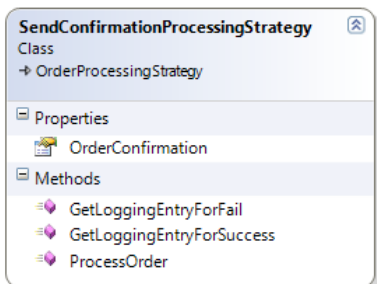 SendConfirmationProcessingStrategy
Class
OrderProcessingStrategy
Properties
OrderConfirmation
Methods
GetLoggingEntryForFail
GetLoggingEntryForSuccess
ProcessOrder